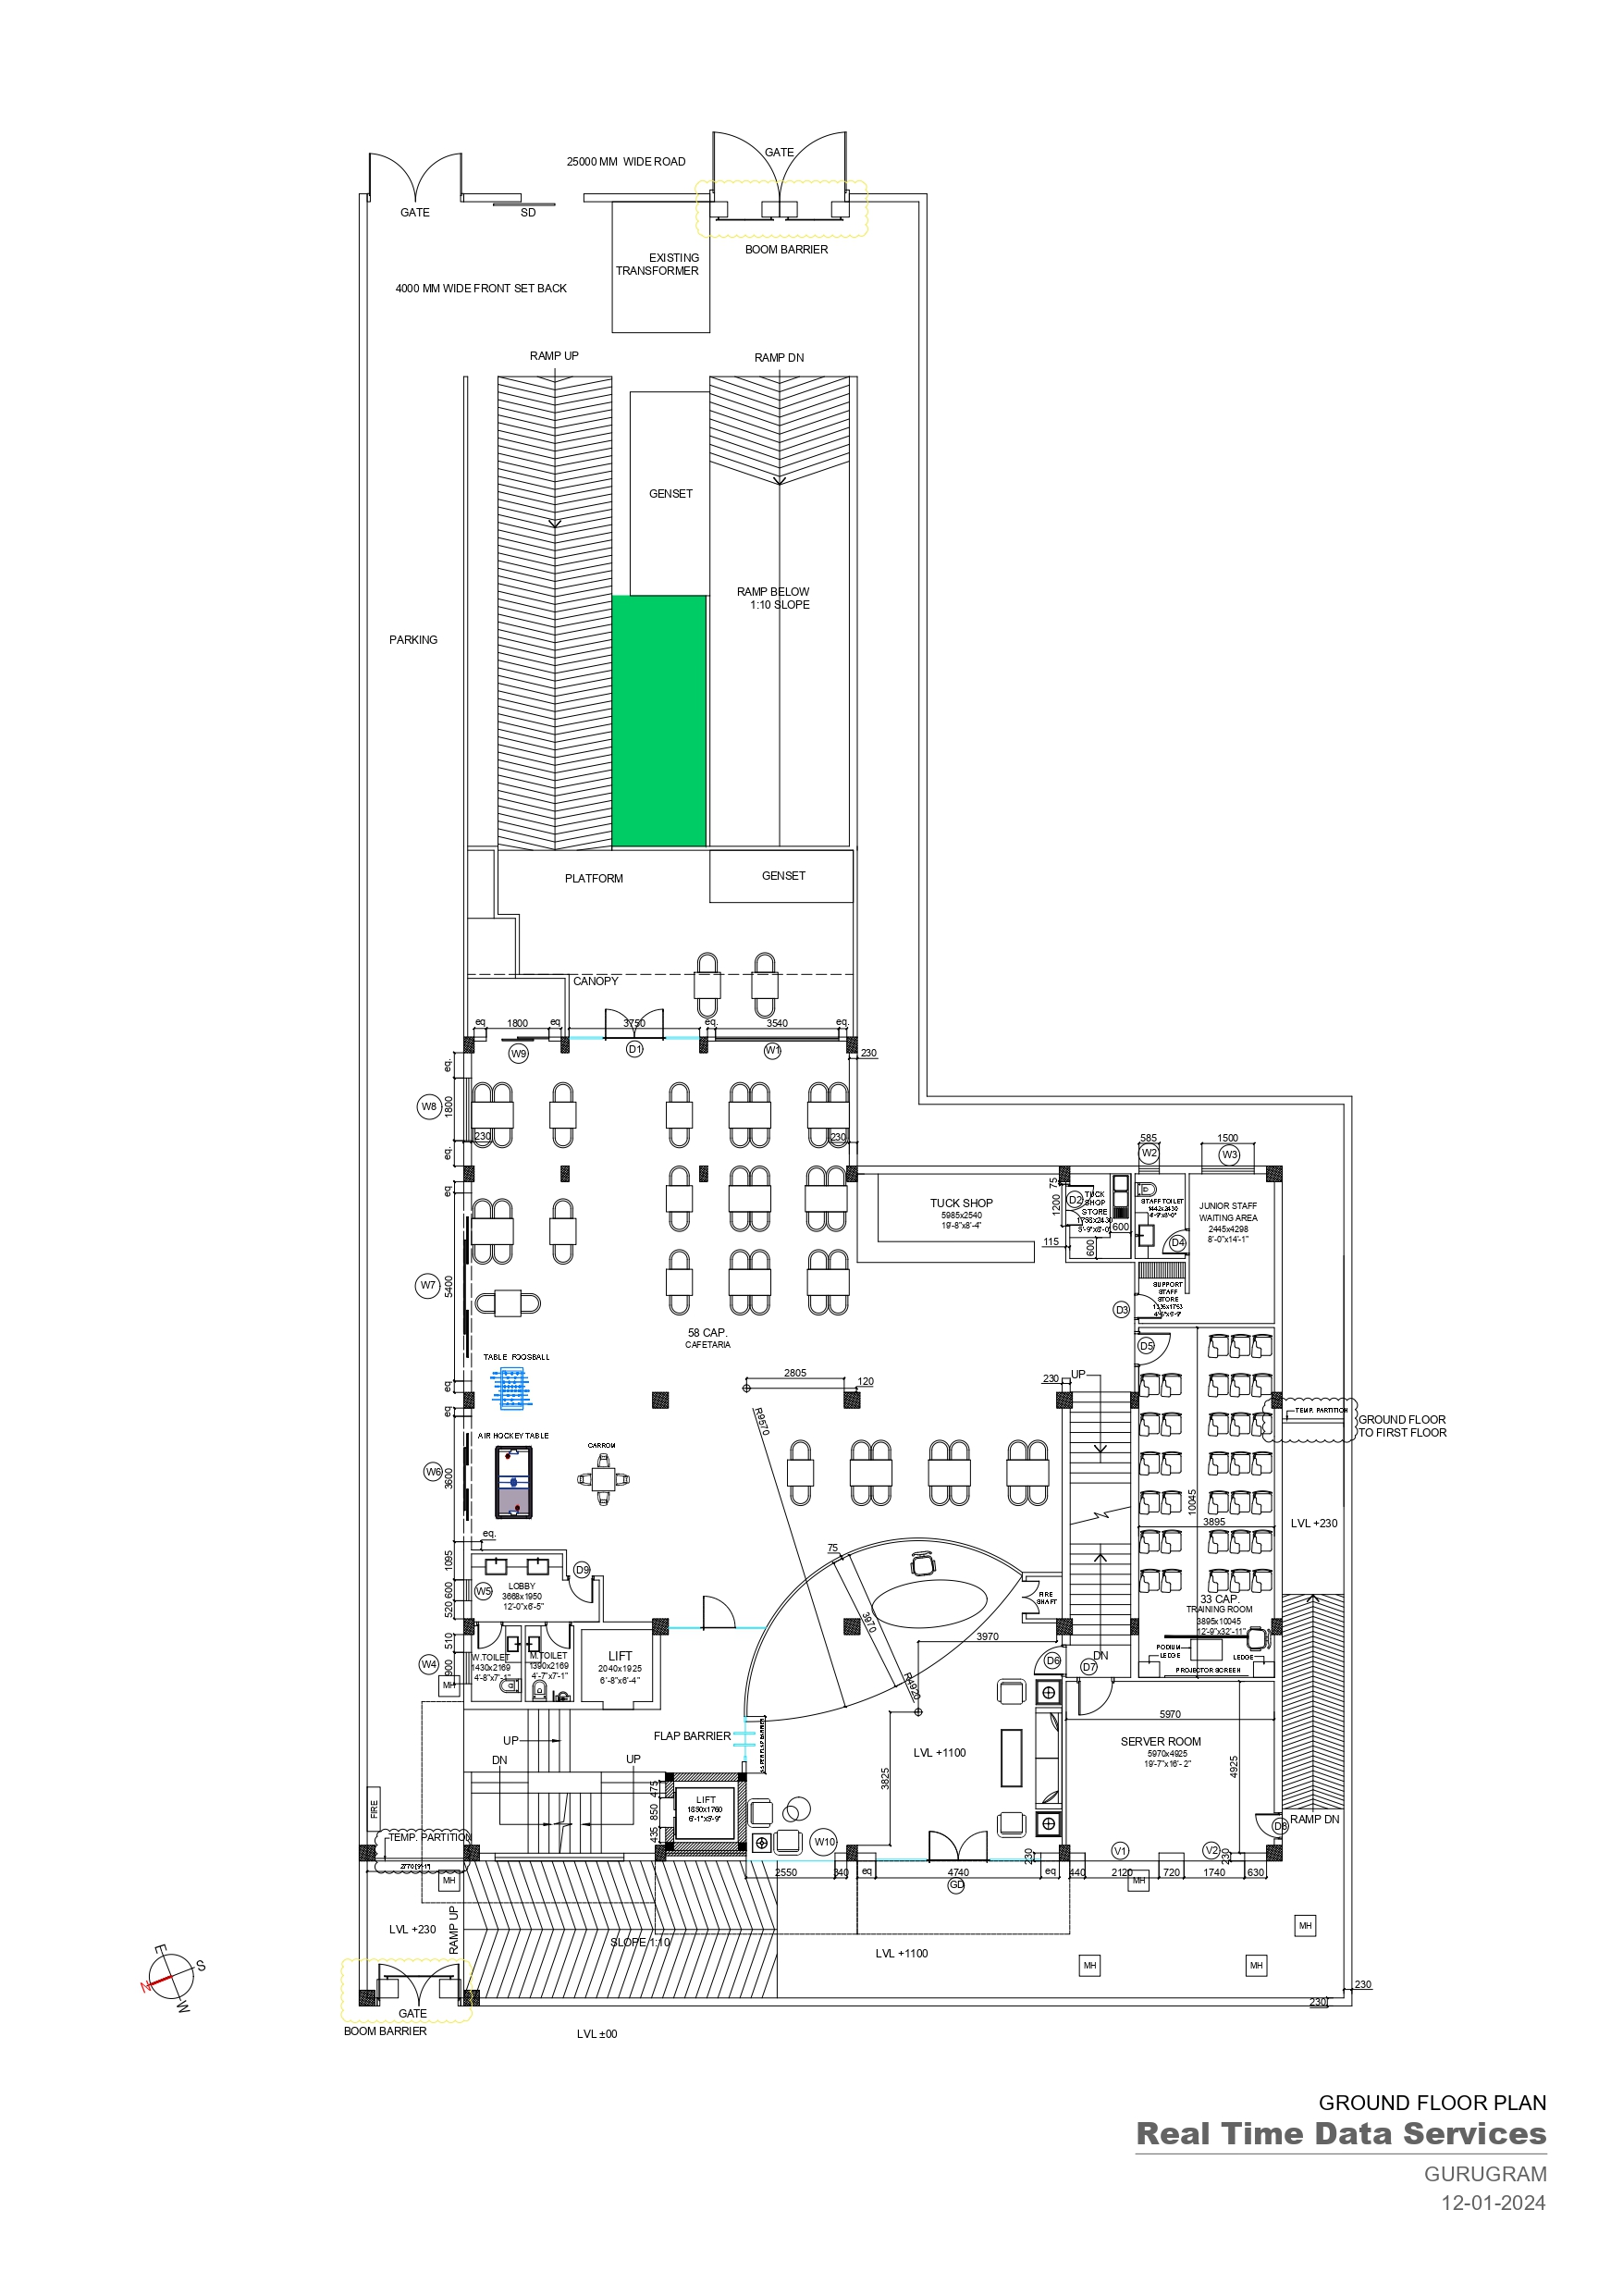 GATE
25000 MM WIDE ROAD
GATE
SD
BOOM BARRIER
EXISTING
TRANSFORMER
4000 MM WIDE FRONT SET BACK
RAMP UP
RAMP DN
GENSET
RAMP BELOW
1:10 SLOPE
PARKING
PLATFORM
GENSET
CANOPY
eq
1800
eq
3750
eq.
3540
eq.
W9
D1
W1
230
eq.
W8
1800
230
230
eq.
585
W2
1500
W3
eq
75
1200
D2
TUCK
SHOP
STORE
600
600
115
TUCK SHOP
5985x2540
19'-8"x8'-4"
STAFF TOILET
1442x2430
D4
JUNIOR STAFF
WAITING AREA
2445x4298
8'-0"x14'-1"
W7
5400
SUPPORT
STAFF
STORE
D3
D5
58 CAP.
CAFETARIA
TABLE FOOSBALL
eq
2805
120
230
UP
eq
TEMP. PARTITION
GROUND FLOOR
TO FIRST FLOOR
R9570
AIR HOCKEY TABLE
CARROM
W6
3600
10045
3895
LVL +230
eq.
1095
75
D9
W5
600
520
LOBBY
3668x1950
12'-0"x6'-5"
3970
FIRE
SHAFT
33 CAP.
TRAINING ROOM
3895x10045
12'-9"x32'-11"
510
W4
900
MH
W.TOILET
1430x2169
4'-8"x7'-1"
M.TOILET
1390x2169
4'-7"x7'-1"
LIFT
2040x1925
6'-8"x6'-4"
3970
R4920
D6
D7
DN
PODIUM
LEDGE
LEDGE
PROJECTOR SCREEN
5970
FLAP BARRIER
UP
DN
UP
LVL +1100
SERVER ROOM
5970x4925
19'-7"x16'-2"
4925
3825
475
850
435
LIFT
1850x1760
6'-1"x5'-9"
FIRE
TEMP. PARTITION
W10
V1
V2
D8
RAMP DN
230
230
2550
340
eq
4740
eq
440
2120
720
1740
630
MH
MH
GD
MH
LVL +230
RAMP UP
SLOPE 1:10
LVL +1100
MH
MH
E
S
N
W
230
230
GATE
BOOM BARRIER
LVL ±00
GROUND FLOOR PLAN
Real Time Data Services
GURUGRAM
12-01-2024